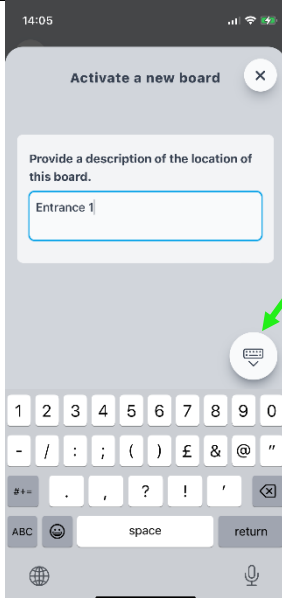 14:05
Activate a new board
Provide a description of the location of
this board.
Entrance 1
1 2 3 4 5 6 7 8 9 0
- / : ; ( ) £ & @ "
#+= . , ? ! '
ABC space return